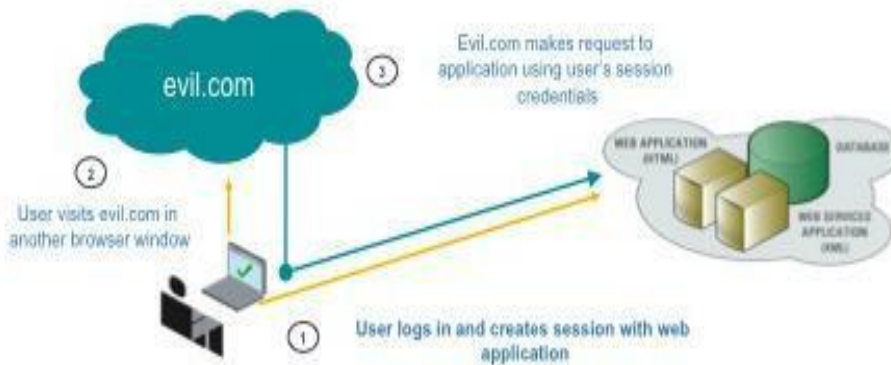 evil.com
3
Evil.com makes request to
application using user's session
credentials
WEB APPLICATION
(HTML)
DATABASE
WEB SERVICES
APPLICATION
(XML)
2
User visits evil.com in
another browser window
1
User logs in and creates session with web
application